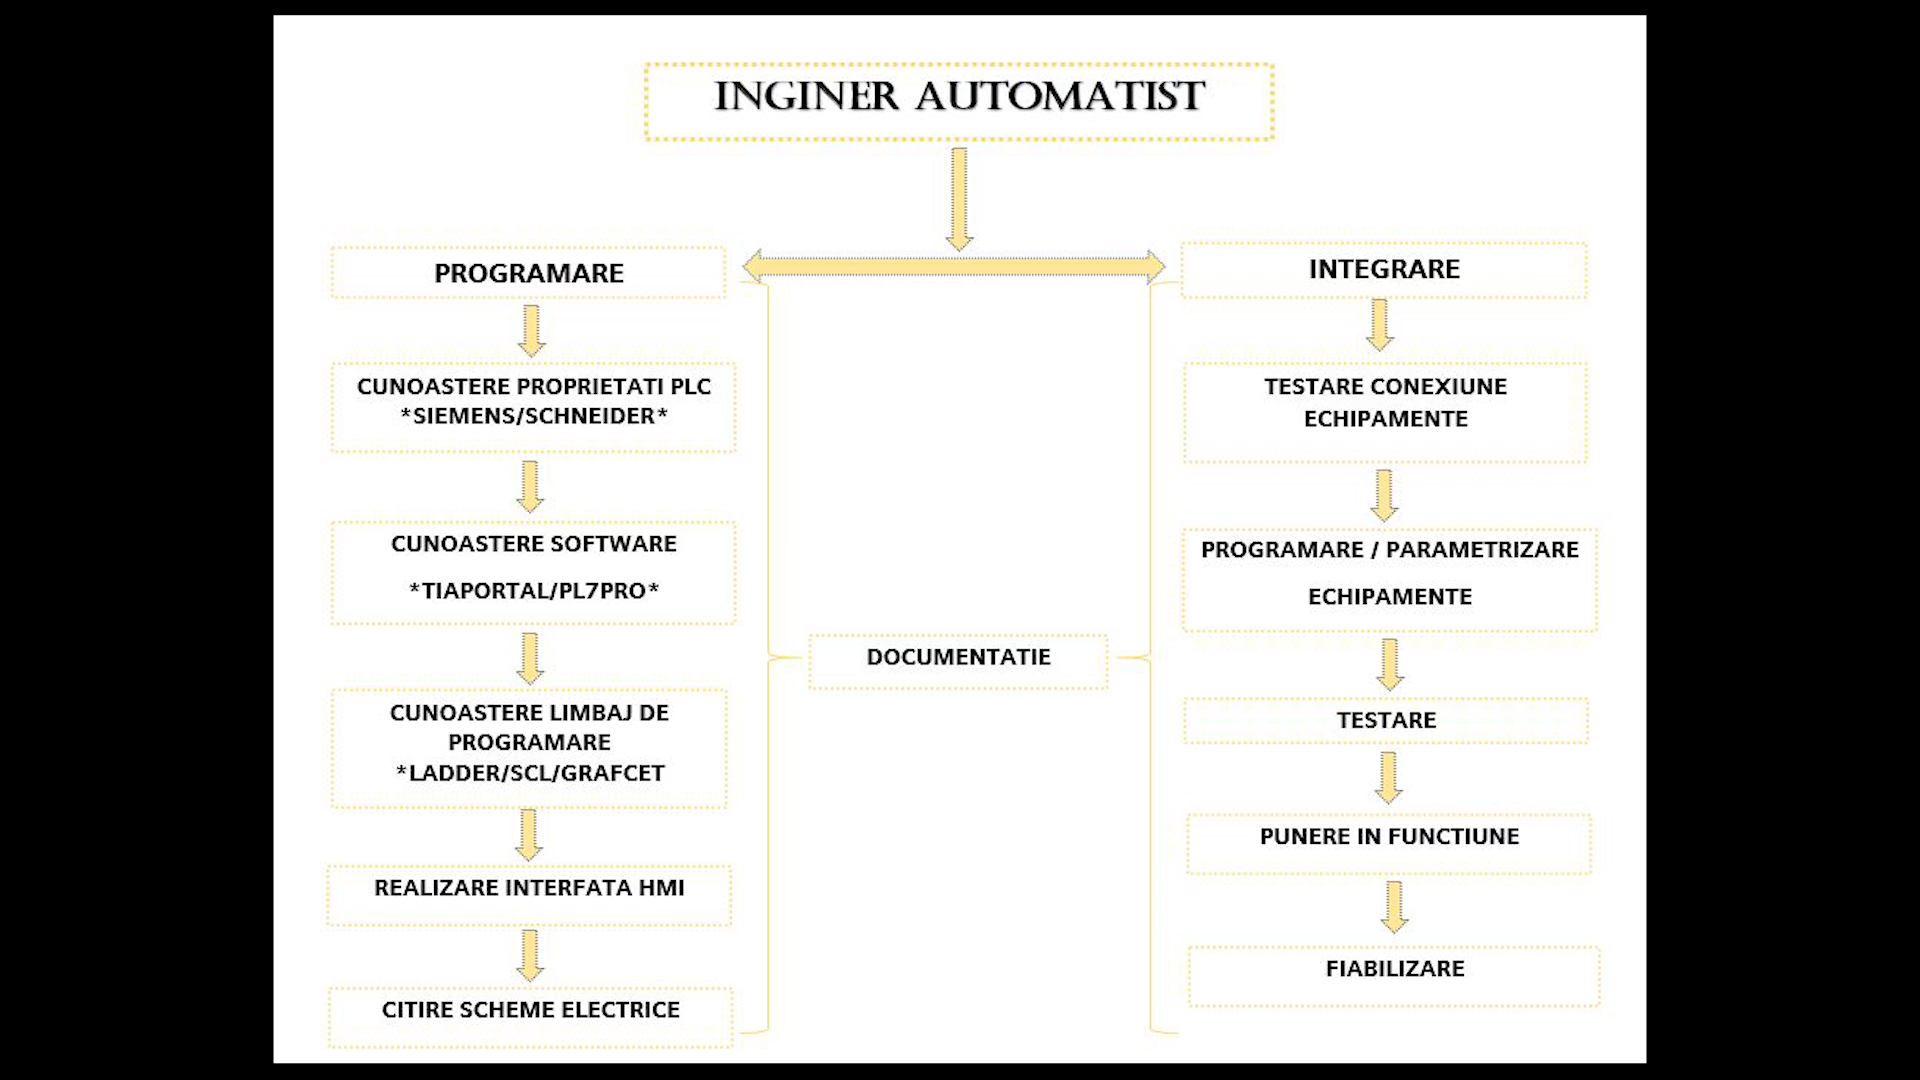 INGINER AUTOMATIST
PROGRAMARE
CUNOASTERE PROPRIETATI PLC
*SIEMENS/SCHNEIDER*
CUNOASTERE SOFTWARE
*TIAPORTAL/PL7PRO*
CUNOASTERE LIMBAJ DE
PROGRAMARE
*LADDER/SCL/GRAFCET
REALIZARE INTERFATA HMI
CITIRE SCHEME ELECTRICE
DOCUMENTATIE
INTEGRARE
TESTARE CONEXIUNE
ECHIPAMENTE
PROGRAMARE / PARAMETRIZARE
ECHIPAMENTE
TESTARE
PUNERE IN FUNCTIUNE
FIABILIZARE